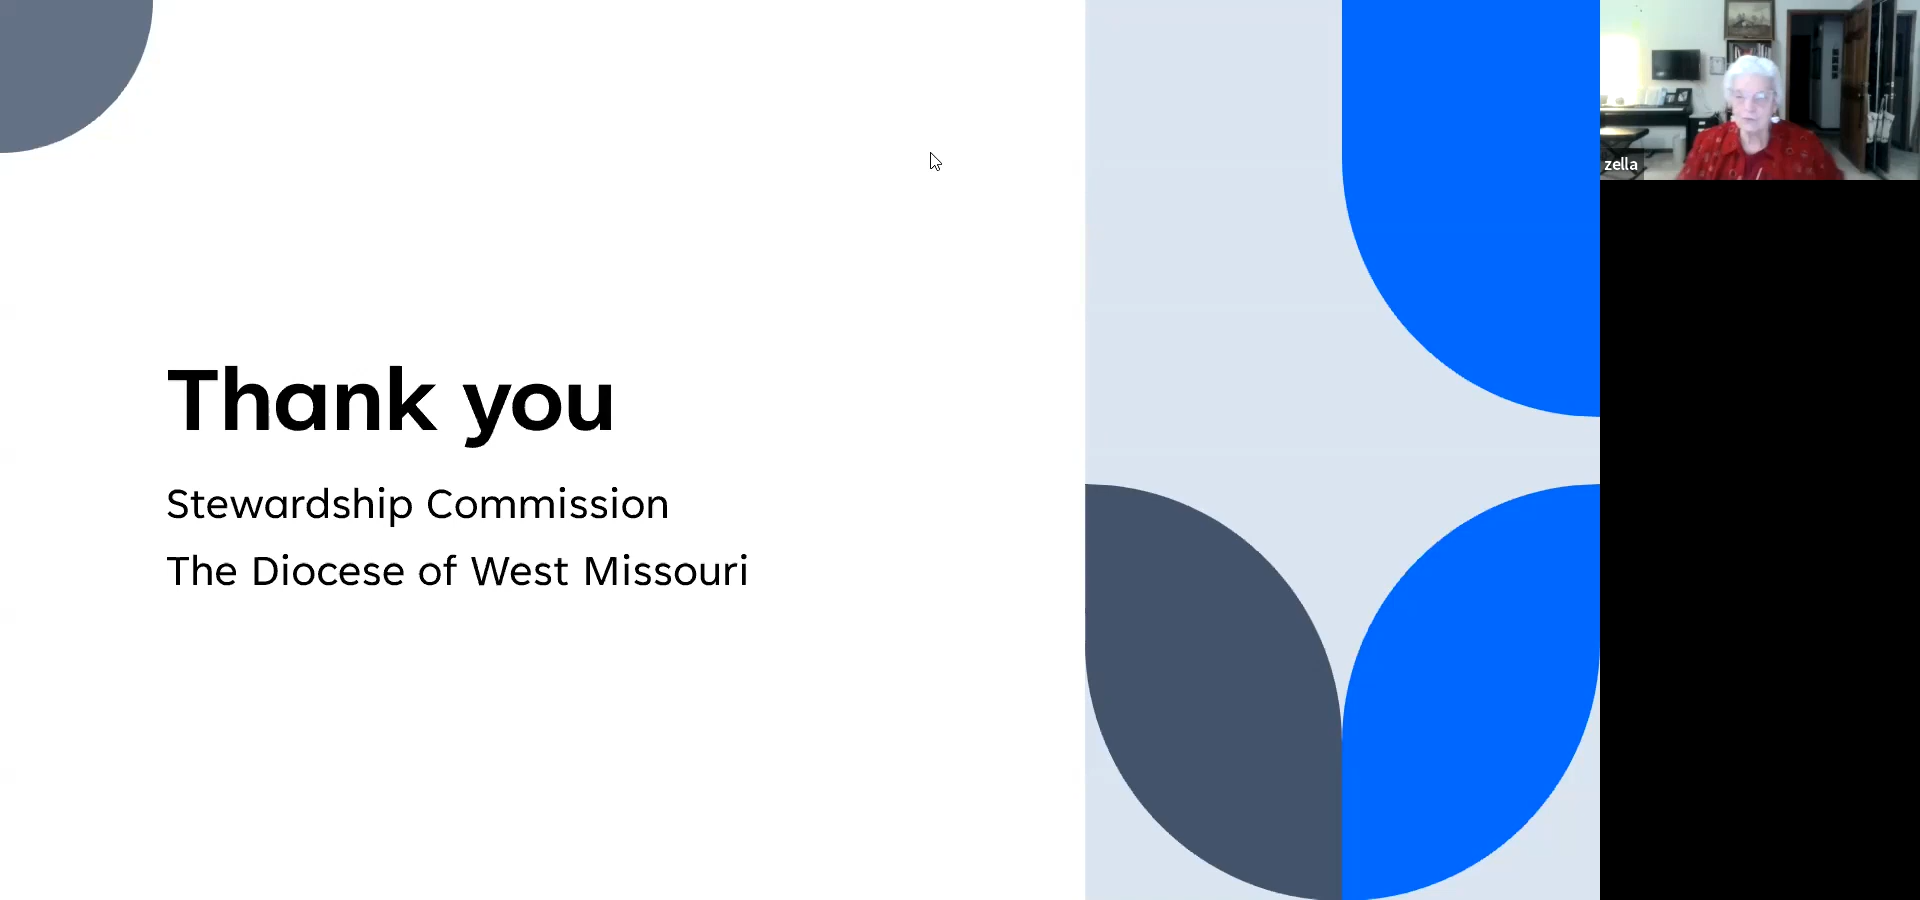 Thank you
Stewardship Commission
The Diocese of West Missouri
zella